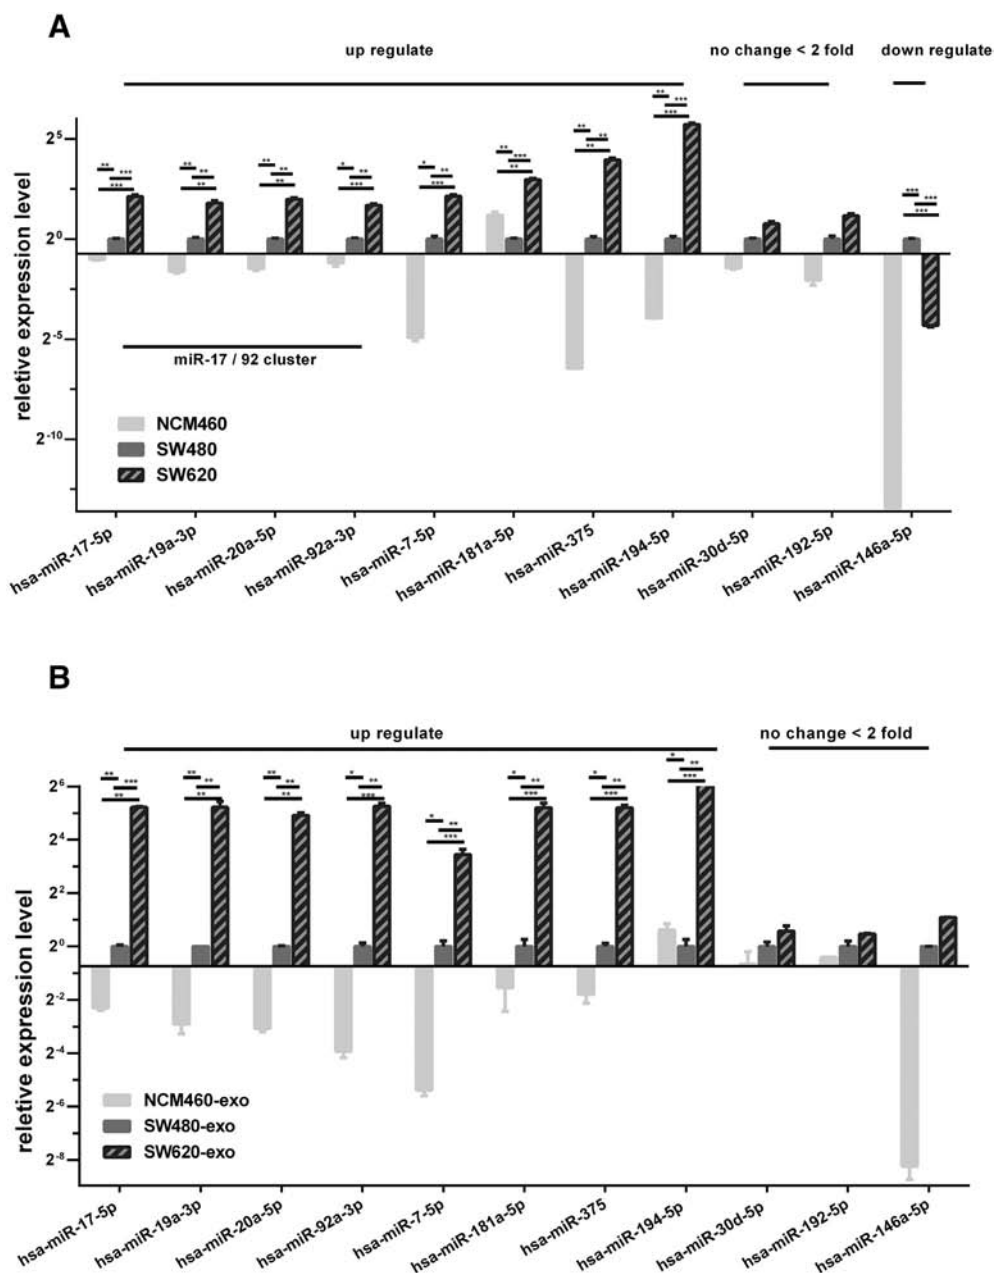 A
up regulate
no change < 2 fold
down regulate
reletive expression level
2^5
2^0
2^-5
2^-10
** *** ***
** ** **
** ** **
* ** ***
* ** ***
** *** **
** ** **
** *** ***
*** *** ***
miR-17 / 92 cluster
NCM460
SW480
SW620
hsa-miR-17-5p
hsa-miR-19a-3p
hsa-miR-20a-5p
hsa-miR-92a-3p
hsa-miR-7-5p
hsa-miR-181a-5p
hsa-miR-375
hsa-miR-194-5p
hsa-miR-30d-5p
hsa-miR-192-5p
hsa-miR-146a-5p
B
up regulate
no change < 2 fold
reletive expression level
2^6
2^4
2^2
2^0
2^-2
2^-4
2^-6
2^-8
** *** **
** ** **
** ** **
* ** ***
* ** ***
* ** ***
* ** ***
* ** ***
NCM460-exo
SW480-exo
SW620-exo
hsa-miR-17-5p
hsa-miR-19a-3p
hsa-miR-20a-5p
hsa-miR-92a-3p
hsa-miR-7-5p
hsa-miR-181a-5p
hsa-miR-375
hsa-miR-194-5p
hsa-miR-30d-5p
hsa-miR-192-5p
hsa-miR-146a-5p